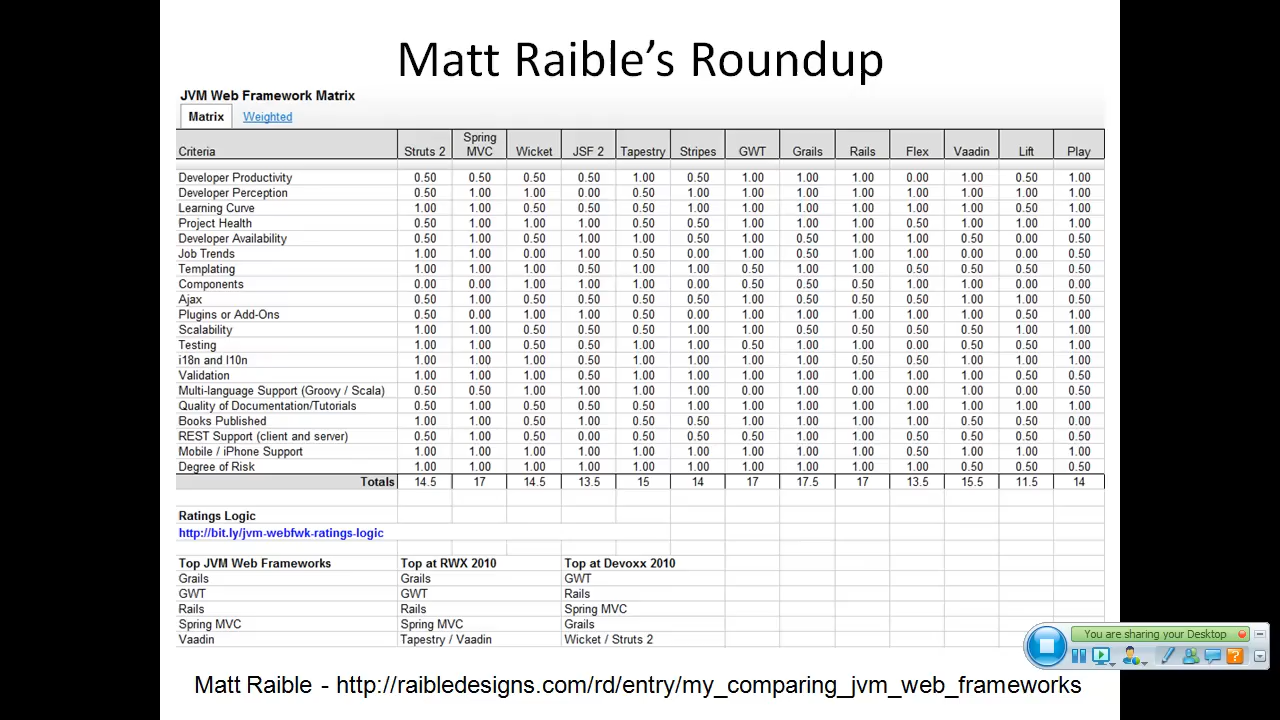 Matt Raible’s Roundup
JVM Web Framework Matrix
Matrix Weighted
Criteria Struts 2 Spring MVC Wicket JSF 2 Tapestry Stripes GWT Grails Rails Flex Vaadin Lift Play
Developer Productivity 0.50 0.50 0.50 0.50 1.00 0.50 1.00 1.00 1.00 0.00 1.00 0.50 1.00
Developer Perception 0.50 1.00 1.00 0.00 0.50 1.00 1.00 1.00 1.00 1.00 1.00 1.00 1.00
Learning Curve 1.00 1.00 0.50 0.50 0.50 1.00 1.00 1.00 1.00 1.00 1.00 0.50 1.00
Project Health 0.50 1.00 1.00 1.00 0.50 0.50 1.00 1.00 1.00 0.50 1.00 1.00 1.00
Developer Availability 0.50 1.00 0.50 1.00 1.00 0.50 1.00 0.50 1.00 1.00 0.50 0.00 0.50
Job Trends 1.00 1.00 0.00 1.00 0.50 0.00 1.00 0.50 1.00 1.00 0.00 0.00 0.50
Templating 1.00 1.00 1.00 0.50 1.00 1.00 0.50 1.00 1.00 0.50 0.50 1.00 0.50
Components 0.00 0.00 1.00 1.00 1.00 0.00 0.50 0.50 0.50 1.00 1.00 0.00 0.00
Ajax 0.50 1.00 0.50 0.50 0.50 0.50 1.00 0.50 0.50 1.00 0.50 1.00 0.50
Plugins or Add-Ons 0.50 0.00 1.00 1.00 0.50 0.00 1.00 1.00 1.00 0.50 1.00 0.50 1.00
Scalability 1.00 1.00 0.50 0.50 0.50 1.00 1.00 0.50 0.50 0.50 0.50 1.00 1.00
Testing 1.00 1.00 1.00 0.50 1.00 1.00 0.50 1.00 1.00 0.00 0.50 0.50 1.00
i18n and l10n 1.00 1.00 1.00 0.50 1.00 1.00 1.00 1.00 0.50 0.50 1.00 1.00 1.00
Validation 1.00 1.00 1.00 0.50 1.00 1.00 1.00 1.00 1.00 1.00 1.00 0.50 0.50
Multi-language Support (Groovy / Scala) 0.50 0.50 1.00 1.00 1.00 1.00 0.00 1.00 0.00 0.00 1.00 0.00 0.50
Quality of Documentation/Tutorials 0.50 1.00 0.50 0.50 0.50 1.00 1.00 1.00 1.00 1.00 1.00 1.00 1.00
Books Published 1.00 1.00 0.50 1.00 0.50 0.50 1.00 1.00 1.00 1.00 0.50 0.50 0.00
REST Support (client and server) 0.50 1.00 0.50 0.00 0.50 0.50 0.50 1.00 1.00 0.50 0.50 0.50 0.50
Mobile / iPhone Support 1.00 1.00 1.00 1.00 1.00 1.00 1.00 1.00 1.00 0.50 1.00 1.00 1.00
Degree of Risk 1.00 1.00 1.00 1.00 1.00 1.00 1.00 1.00 1.00 1.00 0.50 0.50 0.50
Totals 14.5 17 14.5 13.5 15 14 17 17.5 17 13.5 15.5 11.5 14
Ratings Logic
http://bit.ly/jvm-webfwk-ratings-logic
Top JVM Web Frameworks Top at RWX 2010 Top at Devoxx 2010
Grails Grails GWT
GWT GWT Rails
Rails Rails Spring MVC
Spring MVC Spring MVC Grails
Vaadin Tapestry / Vaadin Wicket / Struts 2
You are sharing your Desktop
Matt Raible - http://raibledesigns.com/rd/entry/my_comparing_jvm_web_frameworks